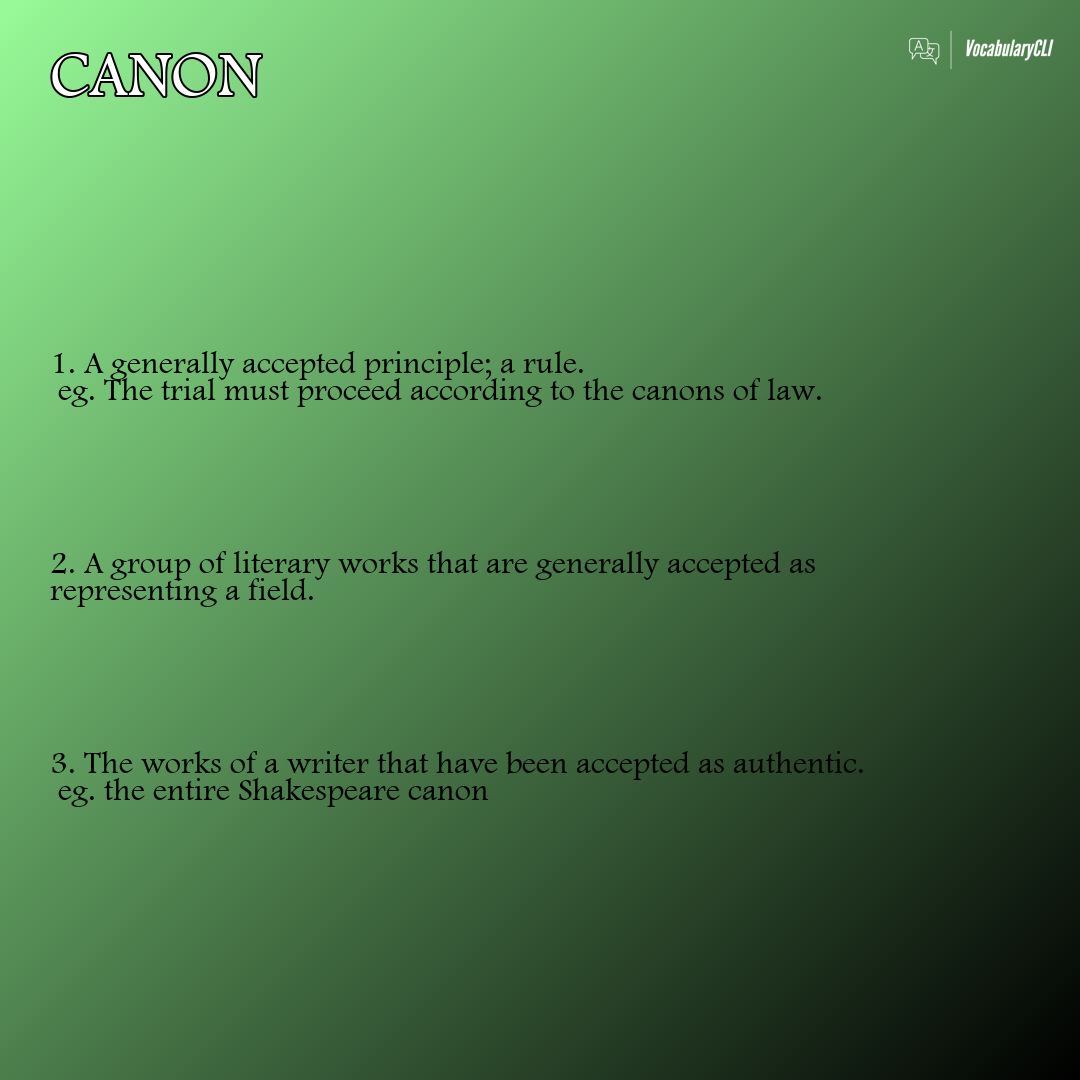 CANON
VocabularyCLI
1. A generally accepted principle; a rule.
eg. The trial must proceed according to the canons of law.
2. A group of literary works that are generally accepted as
representing a field.
3. The works of a writer that have been accepted as authentic.
eg. the entire Shakespeare canon